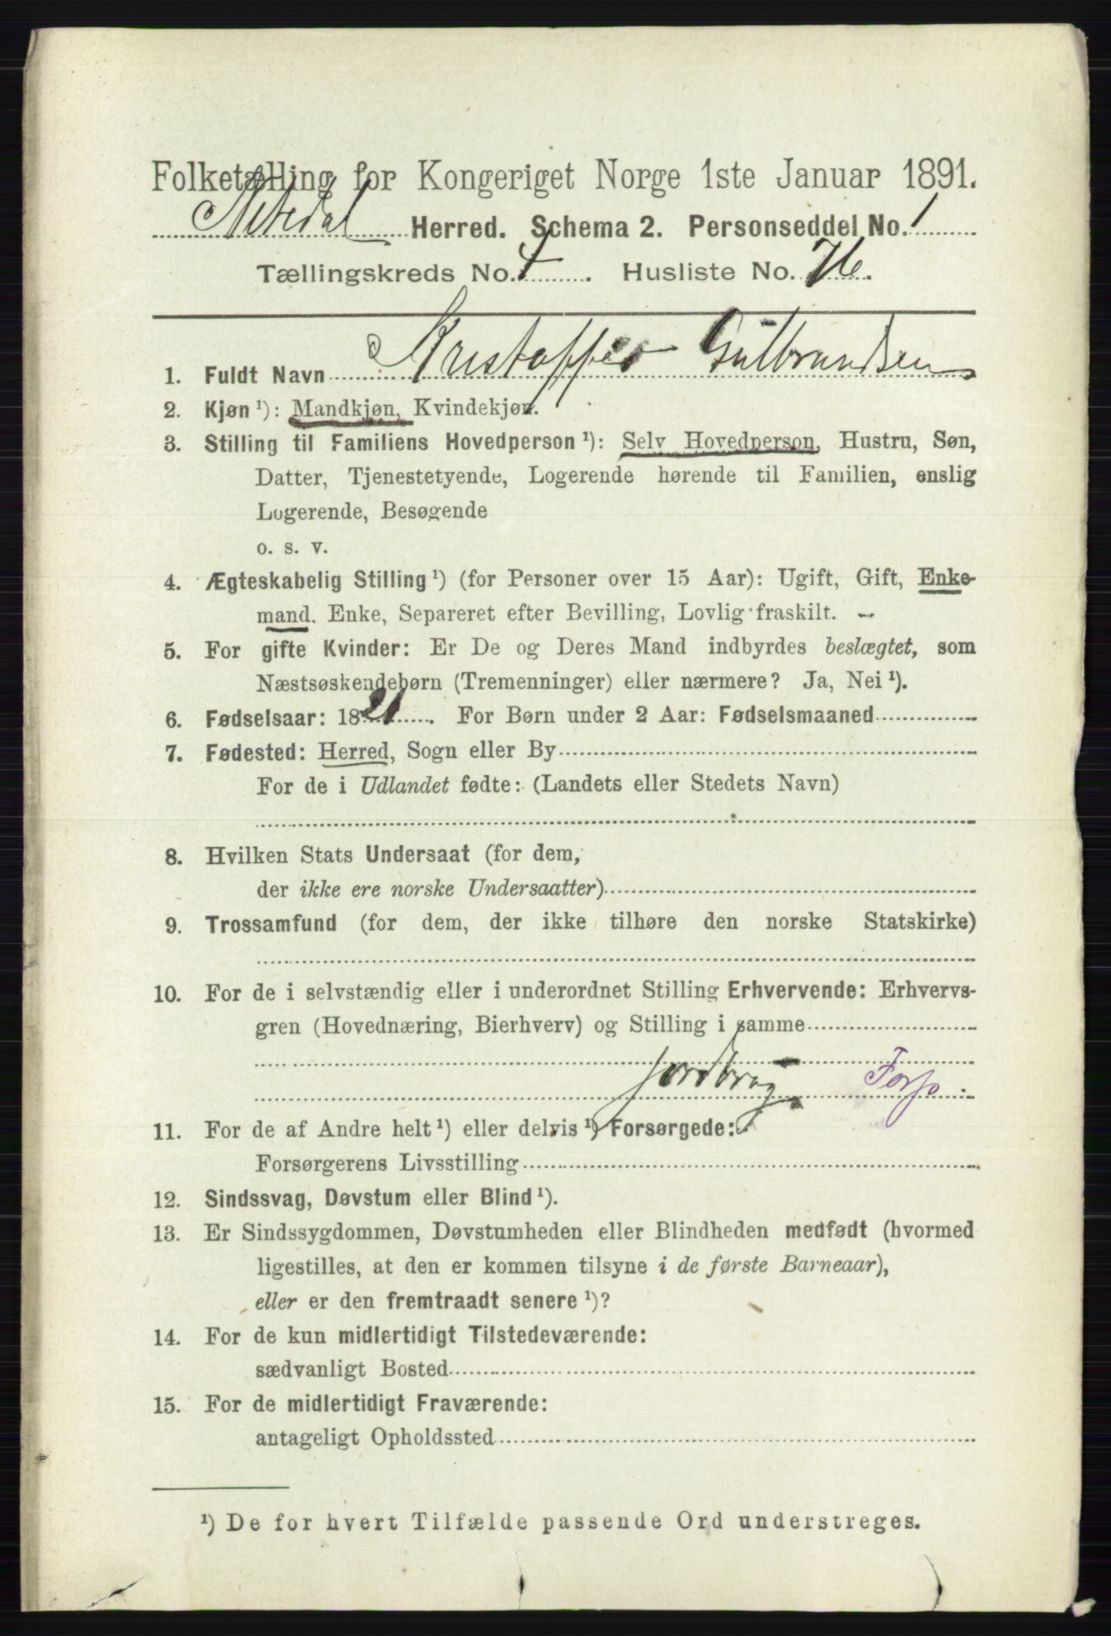 Folketælling for Kongeriget Norge 1ste Januar 1891.
Herred. Schema 2. Personseddel No. 1
Tællingskreds No. 4. Husliste No. 76.
1. Fuldt Navn Kristoffer Gulbrandsen
2. Kjøn ¹): Mandkjøn, Kvindekjøn.
3. Stilling til Familiens Hovedperson ¹): Selv Hovedperson, Hustru, Søn,
Datter, Tjenestetyende, Logerende hørende til Familien, enslig
Logerende, Besøgende
o. s. v.
4. Ægteskabelig Stilling ¹) (for Personer over 15 Aar): Ugift, Gift, Enke-
mand, Enke, Separeret efter Bevilling, Lovlig fraskilt. –
5. For gifte Kvinder: Er De og Deres Mand indbyrdes beslægtet, som
Næstsøskendebørn (Tremenninger) eller nærmere? Ja, Nei ¹).
6. Fødselsaar: 1821. For Børn under 2 Aar: Fødselsmaaned
7. Fødested: Herred, Sogn eller By
For de i Udlandet fødte: (Landets eller Stedets Navn)
8. Hvilken Stats Undersaat (for dem,
der ikke ere norske Undersaatter)
9. Trossamfund (for dem, der ikke tilhøre den norske Statskirke)
10. For de i selvstændig eller i underordnet Stilling Erhvervende: Erhvervs-
gren (Hovednæring, Bierhverv) og Stilling i samme
Jordbrug Fors.
11. For de af Andre helt ¹) eller delvis ¹) Forsørgede:
Forsørgerens Livsstilling
12. Sindssvag, Døvstum eller Blind ¹).
13. Er Sindssygdommen, Døvstumheden eller Blindheden medfødt (hvormed
ligestilles, at den er kommen tilsyne i de første Barneaar),
eller er den fremtraadt senere ¹)?
14. For de kun midlertidigt Tilstedeværende:
sædvanligt Bosted
15. For de midlertidigt Fraværende:
antageligt Opholdssted
¹) De for hvert Tilfælde passende Ord understreges.